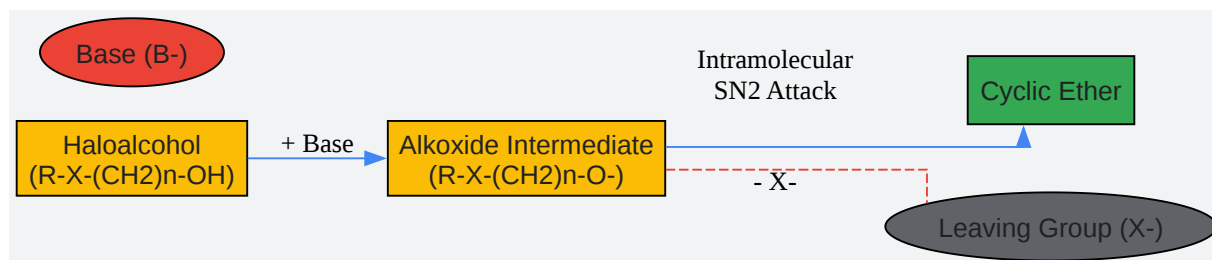 Base (B-)
Intramolecular
SN2 Attack
Cyclic Ether
Haloalcohol
(R-X-(CH2)n-OH)
+ Base
Alkoxide Intermediate
(R-X-(CH2)n-O-)
- X-
Leaving Group (X-)